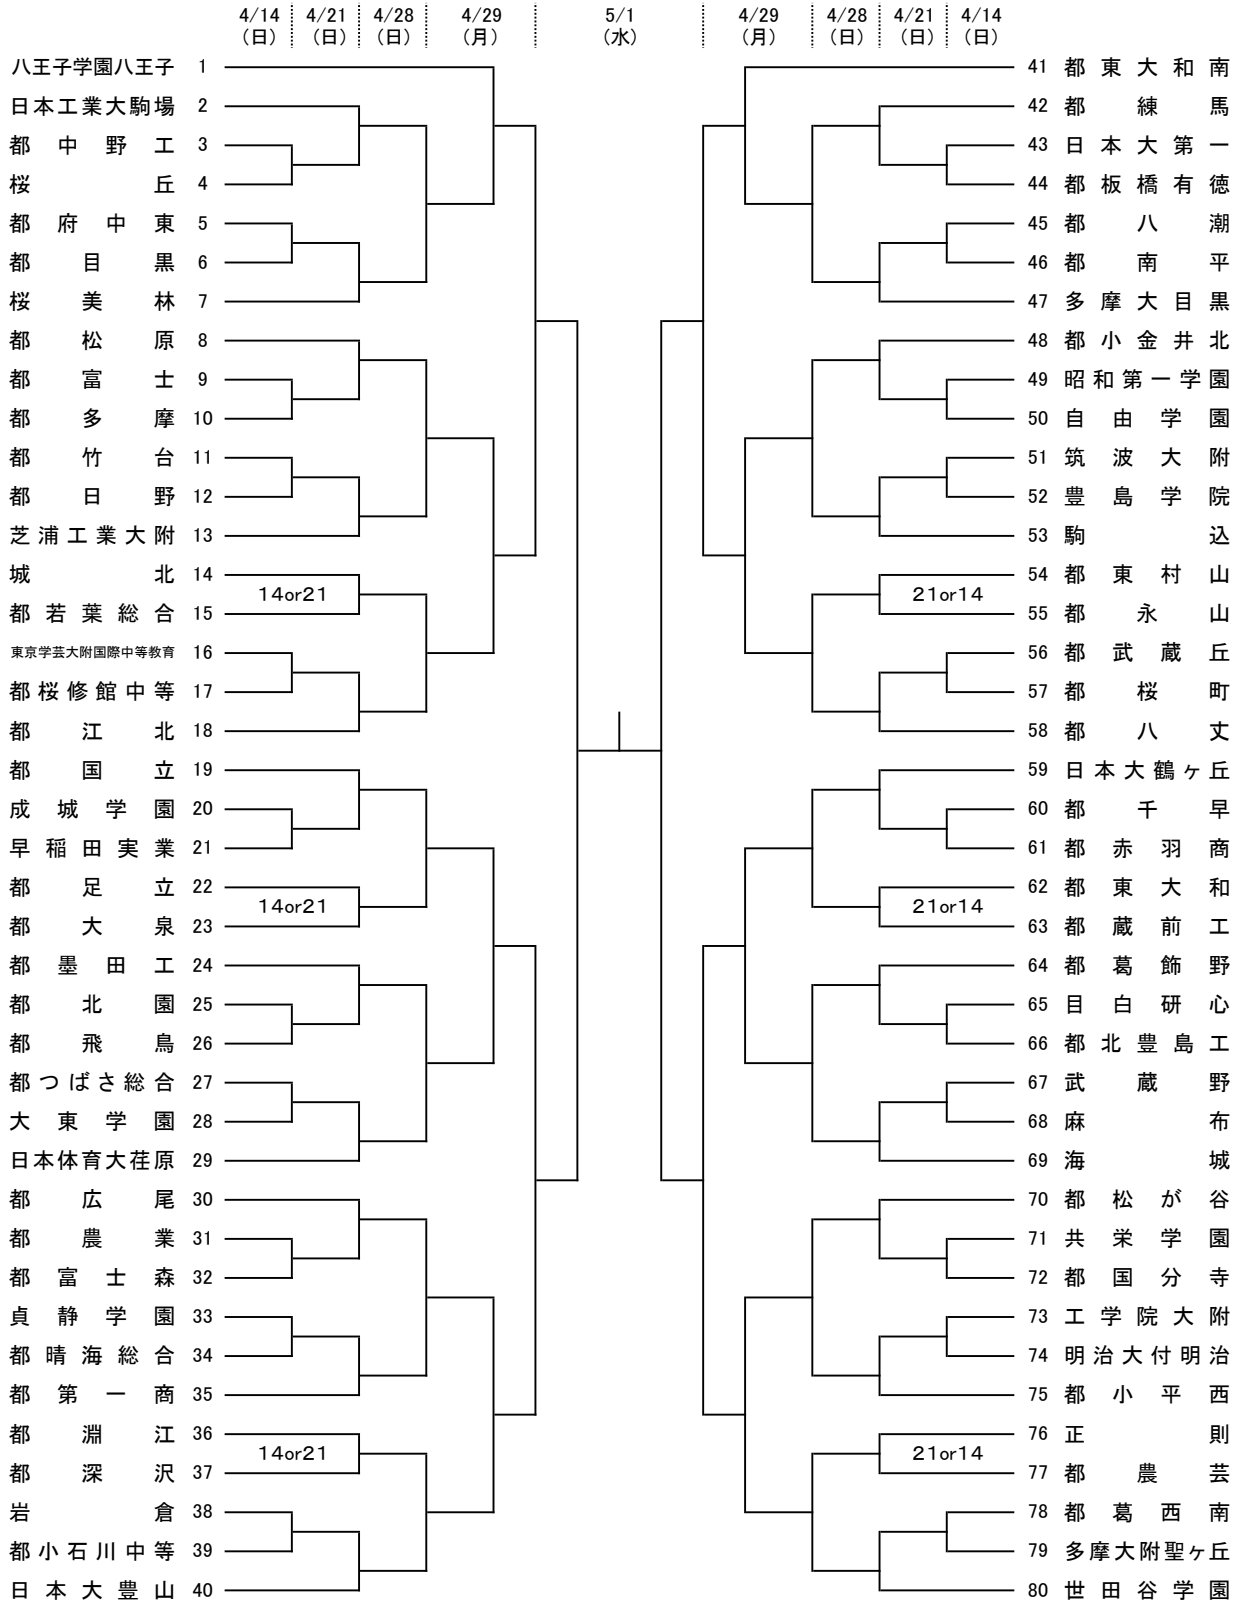 4/14 4/21 4/28 4/29 5/1 4/29 4/28 4/21 4/14
（日） （日） （日） （月） （水） （月） （日） （日） （日）
八王子学園八王子 1 41 都東大和南
日本工業大駒場 2 42 都練馬
都中野工 3 43 日本大第一
桜丘 4 44 都板橋有徳
都府中東 5 45 都八潮
都目黒 6 46 都南平
桜美林 7 47 多摩大目黒
都松原 8 48 都小金井北
都富士 9 49 昭和第一学園
都多摩 10 50 自由学園
都竹台 11 51 筑波大附
都日野 12 52 豊島学院
芝浦工業大附 13 53 駒込
城北 14 54 都東村山
14or21 21or14
都若葉総合 15 55 都永山
東京学芸大附国際中等教育 16 56 都武蔵丘
都桜修館中等 17 57 都桜町
都江北 18 58 都八丈
都国立 19 59 日本大鶴ヶ丘
成城学園 20 60 都千早
早稲田実業 21 61 都赤羽商
都足立 22 62 都東大和
14or21 21or14
都大泉 23 63 都蔵前工
都墨田工 24 64 都葛飾野
都北園 25 65 目白研心
都飛鳥 26 66 都北豊島工
都つばさ総合 27 67 武蔵野
大東学園 28 68 麻布
日本体育大荏原 29 69 海城
都広尾 30 70 都松が谷
都農業 31 71 共栄学園
都富士森 32 72 都国分寺
貞静学園 33 73 工学院大附
都晴海総合 34 74 明治大付明治
都第一商 35 75 都小平西
都淵江 36 76 正則
14or21 21or14
都深沢 37 77 都農芸
岩倉 38 78 都葛西南
都小石川中等 39 79 多摩大附聖ヶ丘
日本大豊山 40 80 世田谷学園